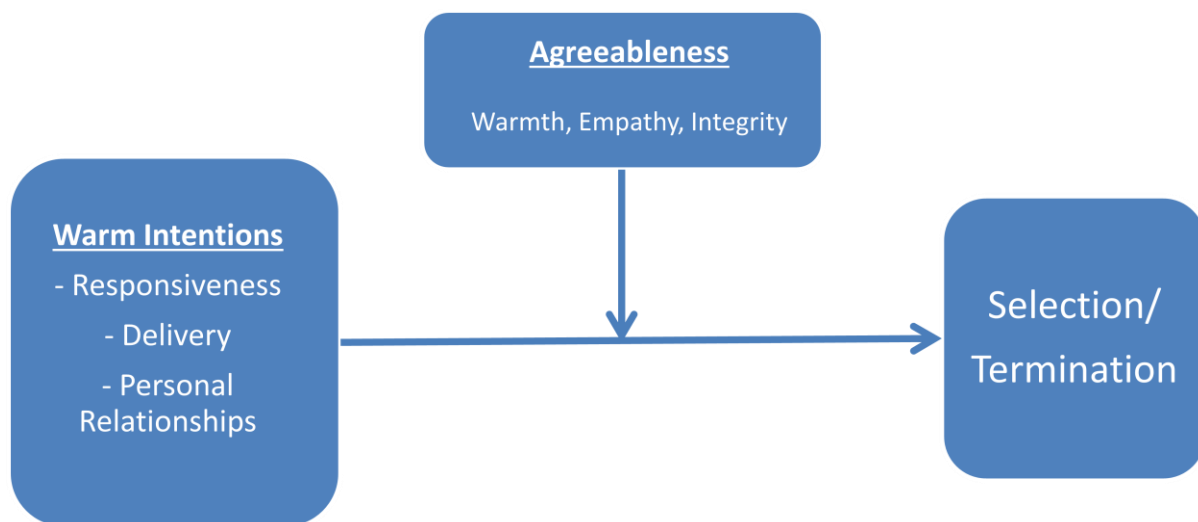 Agreeableness
Warmth, Empathy, Integrity
Warm Intentions
- Responsiveness
- Delivery
- Personal
Relationships
Selection/
Termination